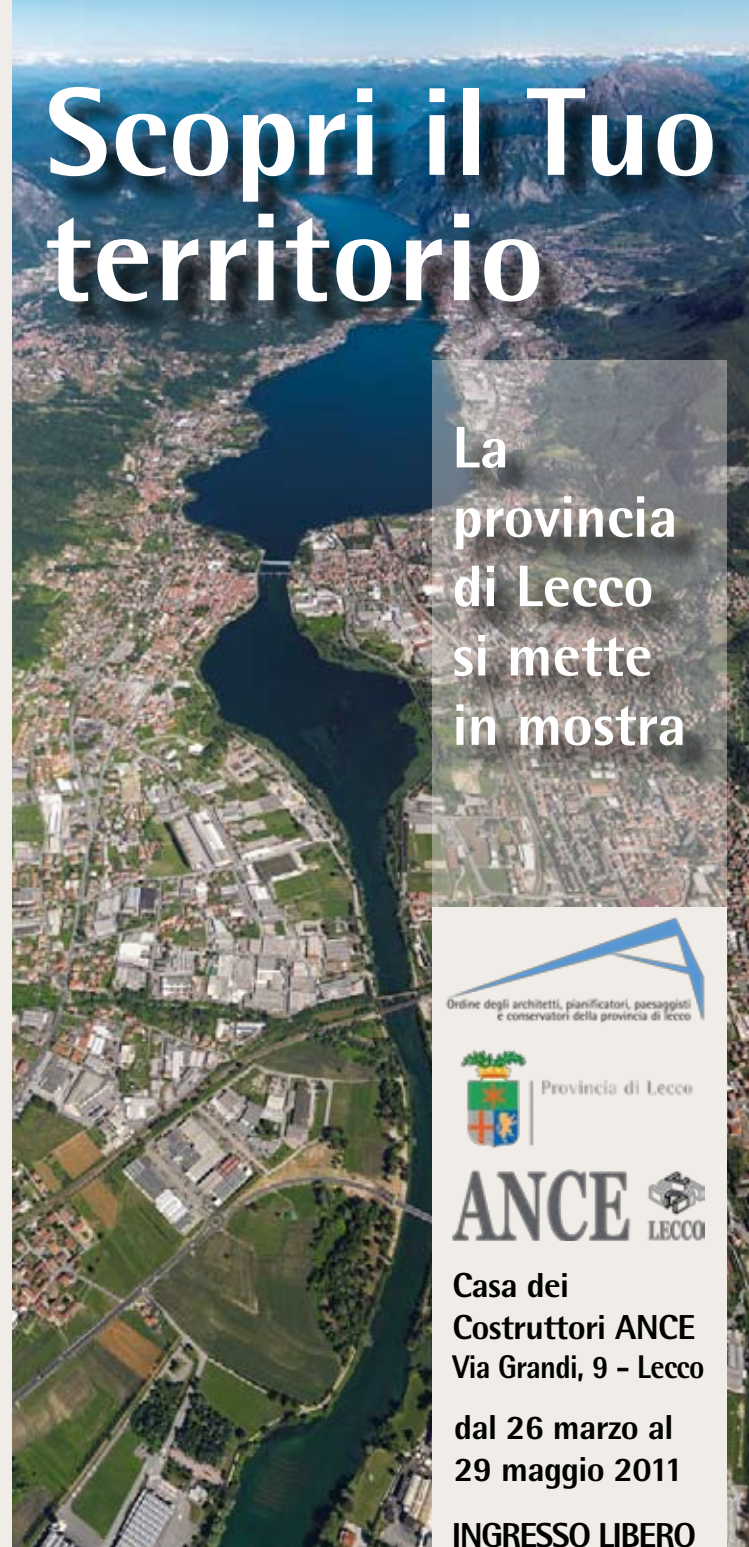 Scopri il Tuo
territorio
La
provincia
di Lecco
si mette
in mostra
Ordine degli architetti, pianificatori, paesaggisti
e conservatori della provincia di lecco
Provincia di Lecco
ANCE LECCO
Casa dei
Costruttori ANCE
Via Grandi, 9 - Lecco
dal 26 marzo al
29 maggio 2011
INGRESSO LIBERO